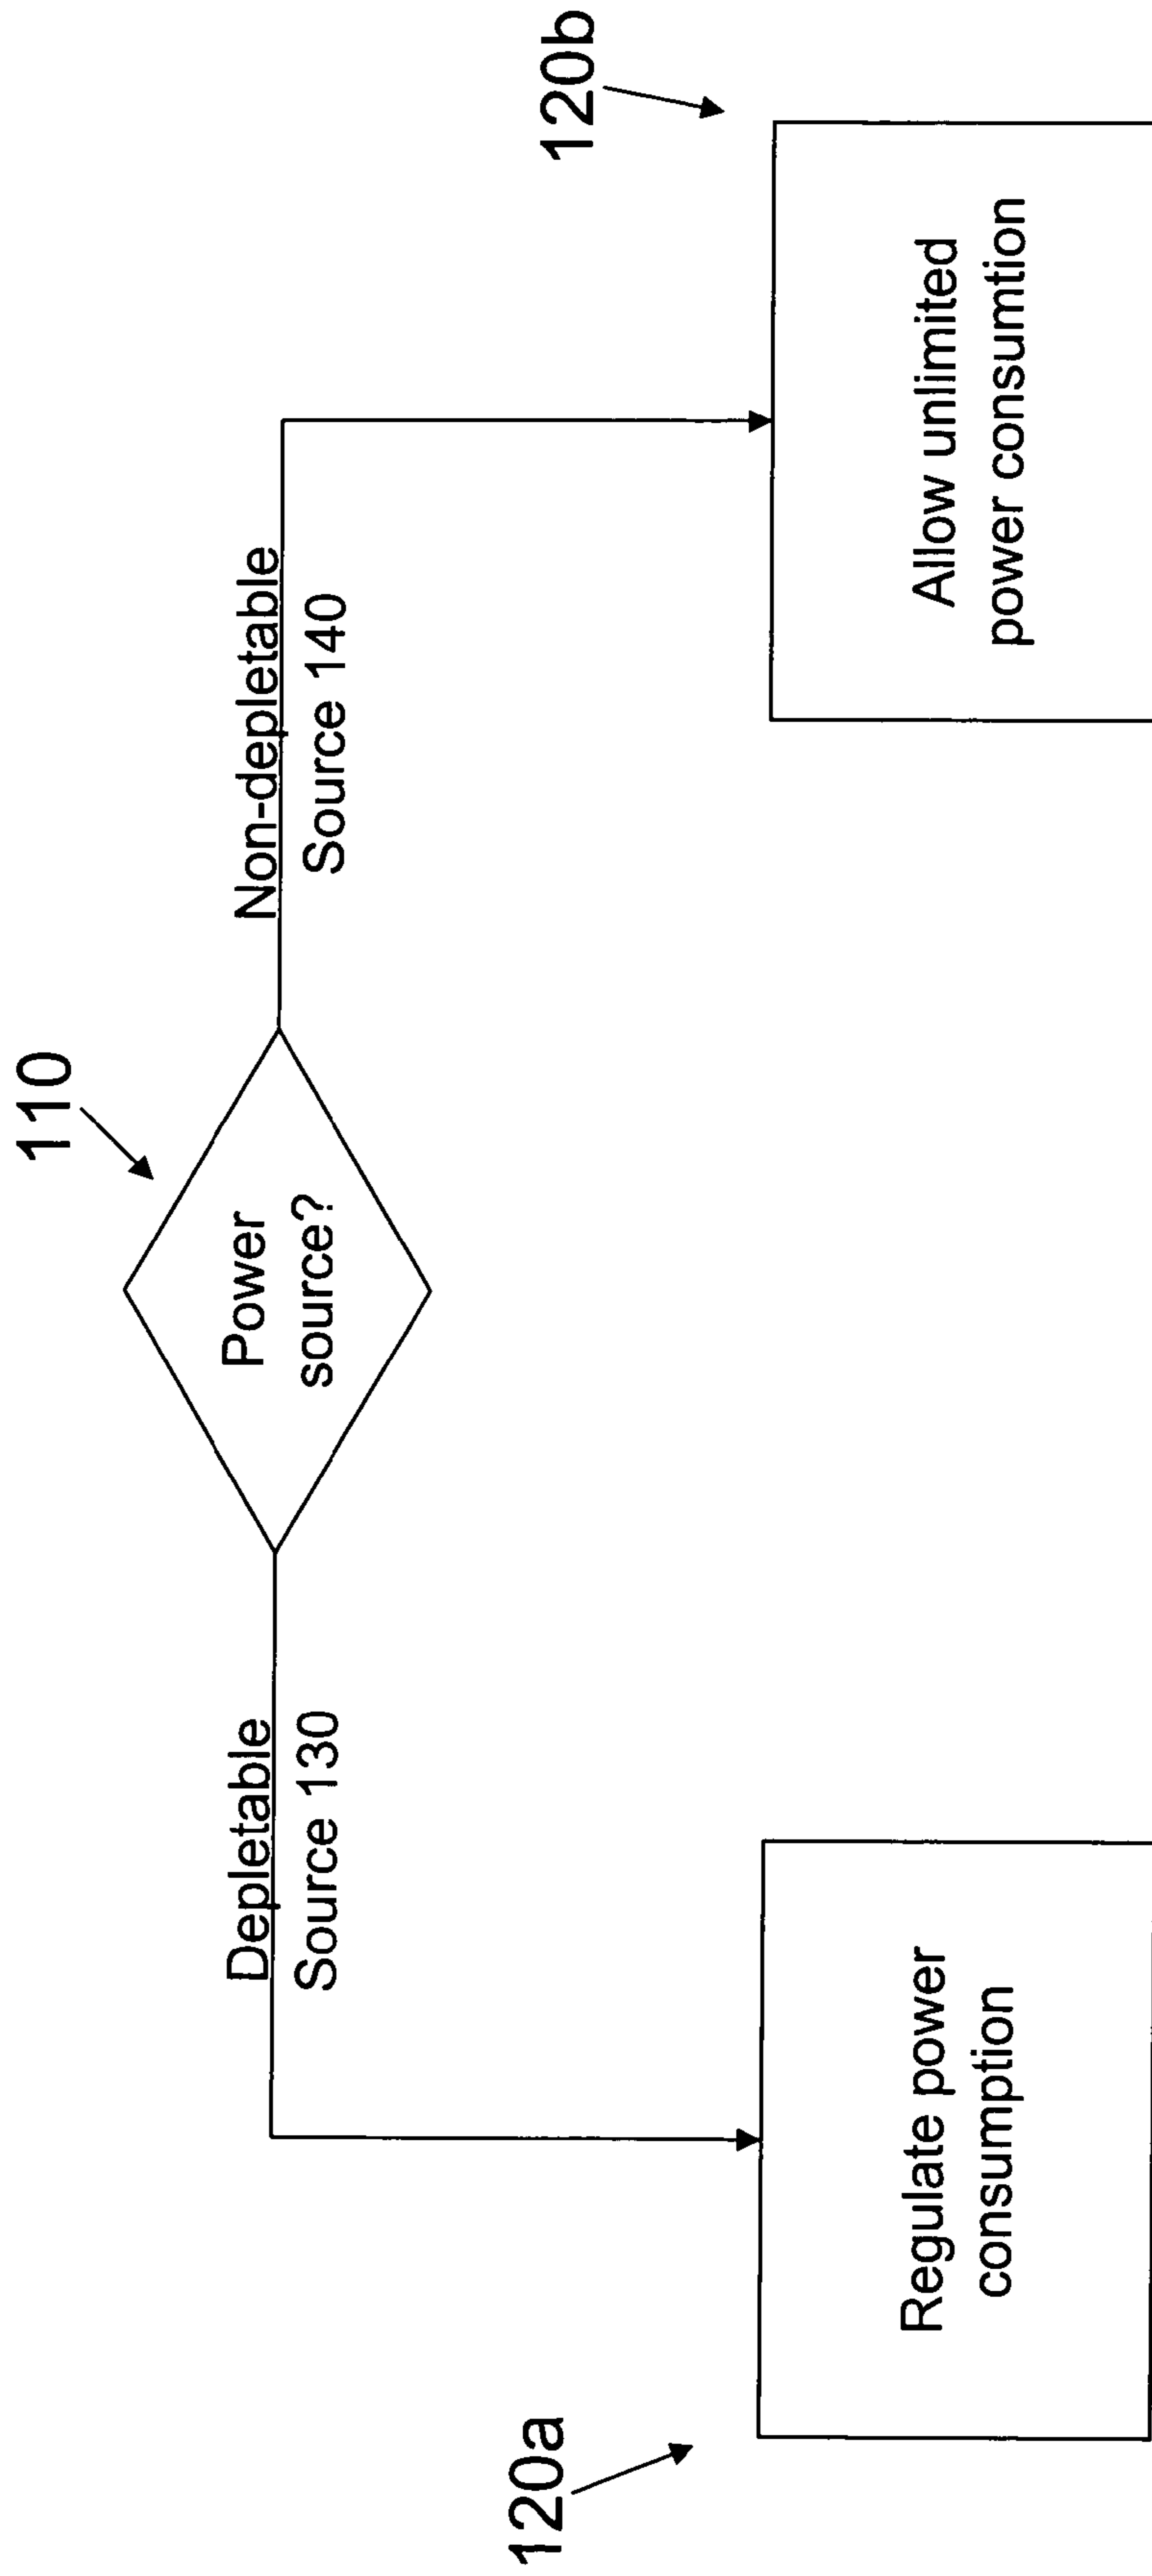 110
Power
source?
Depletable
Source 130
Non-depletable
Source 140
120a
Regulate power
consumption
120b
Allow unlimited
power consumtion